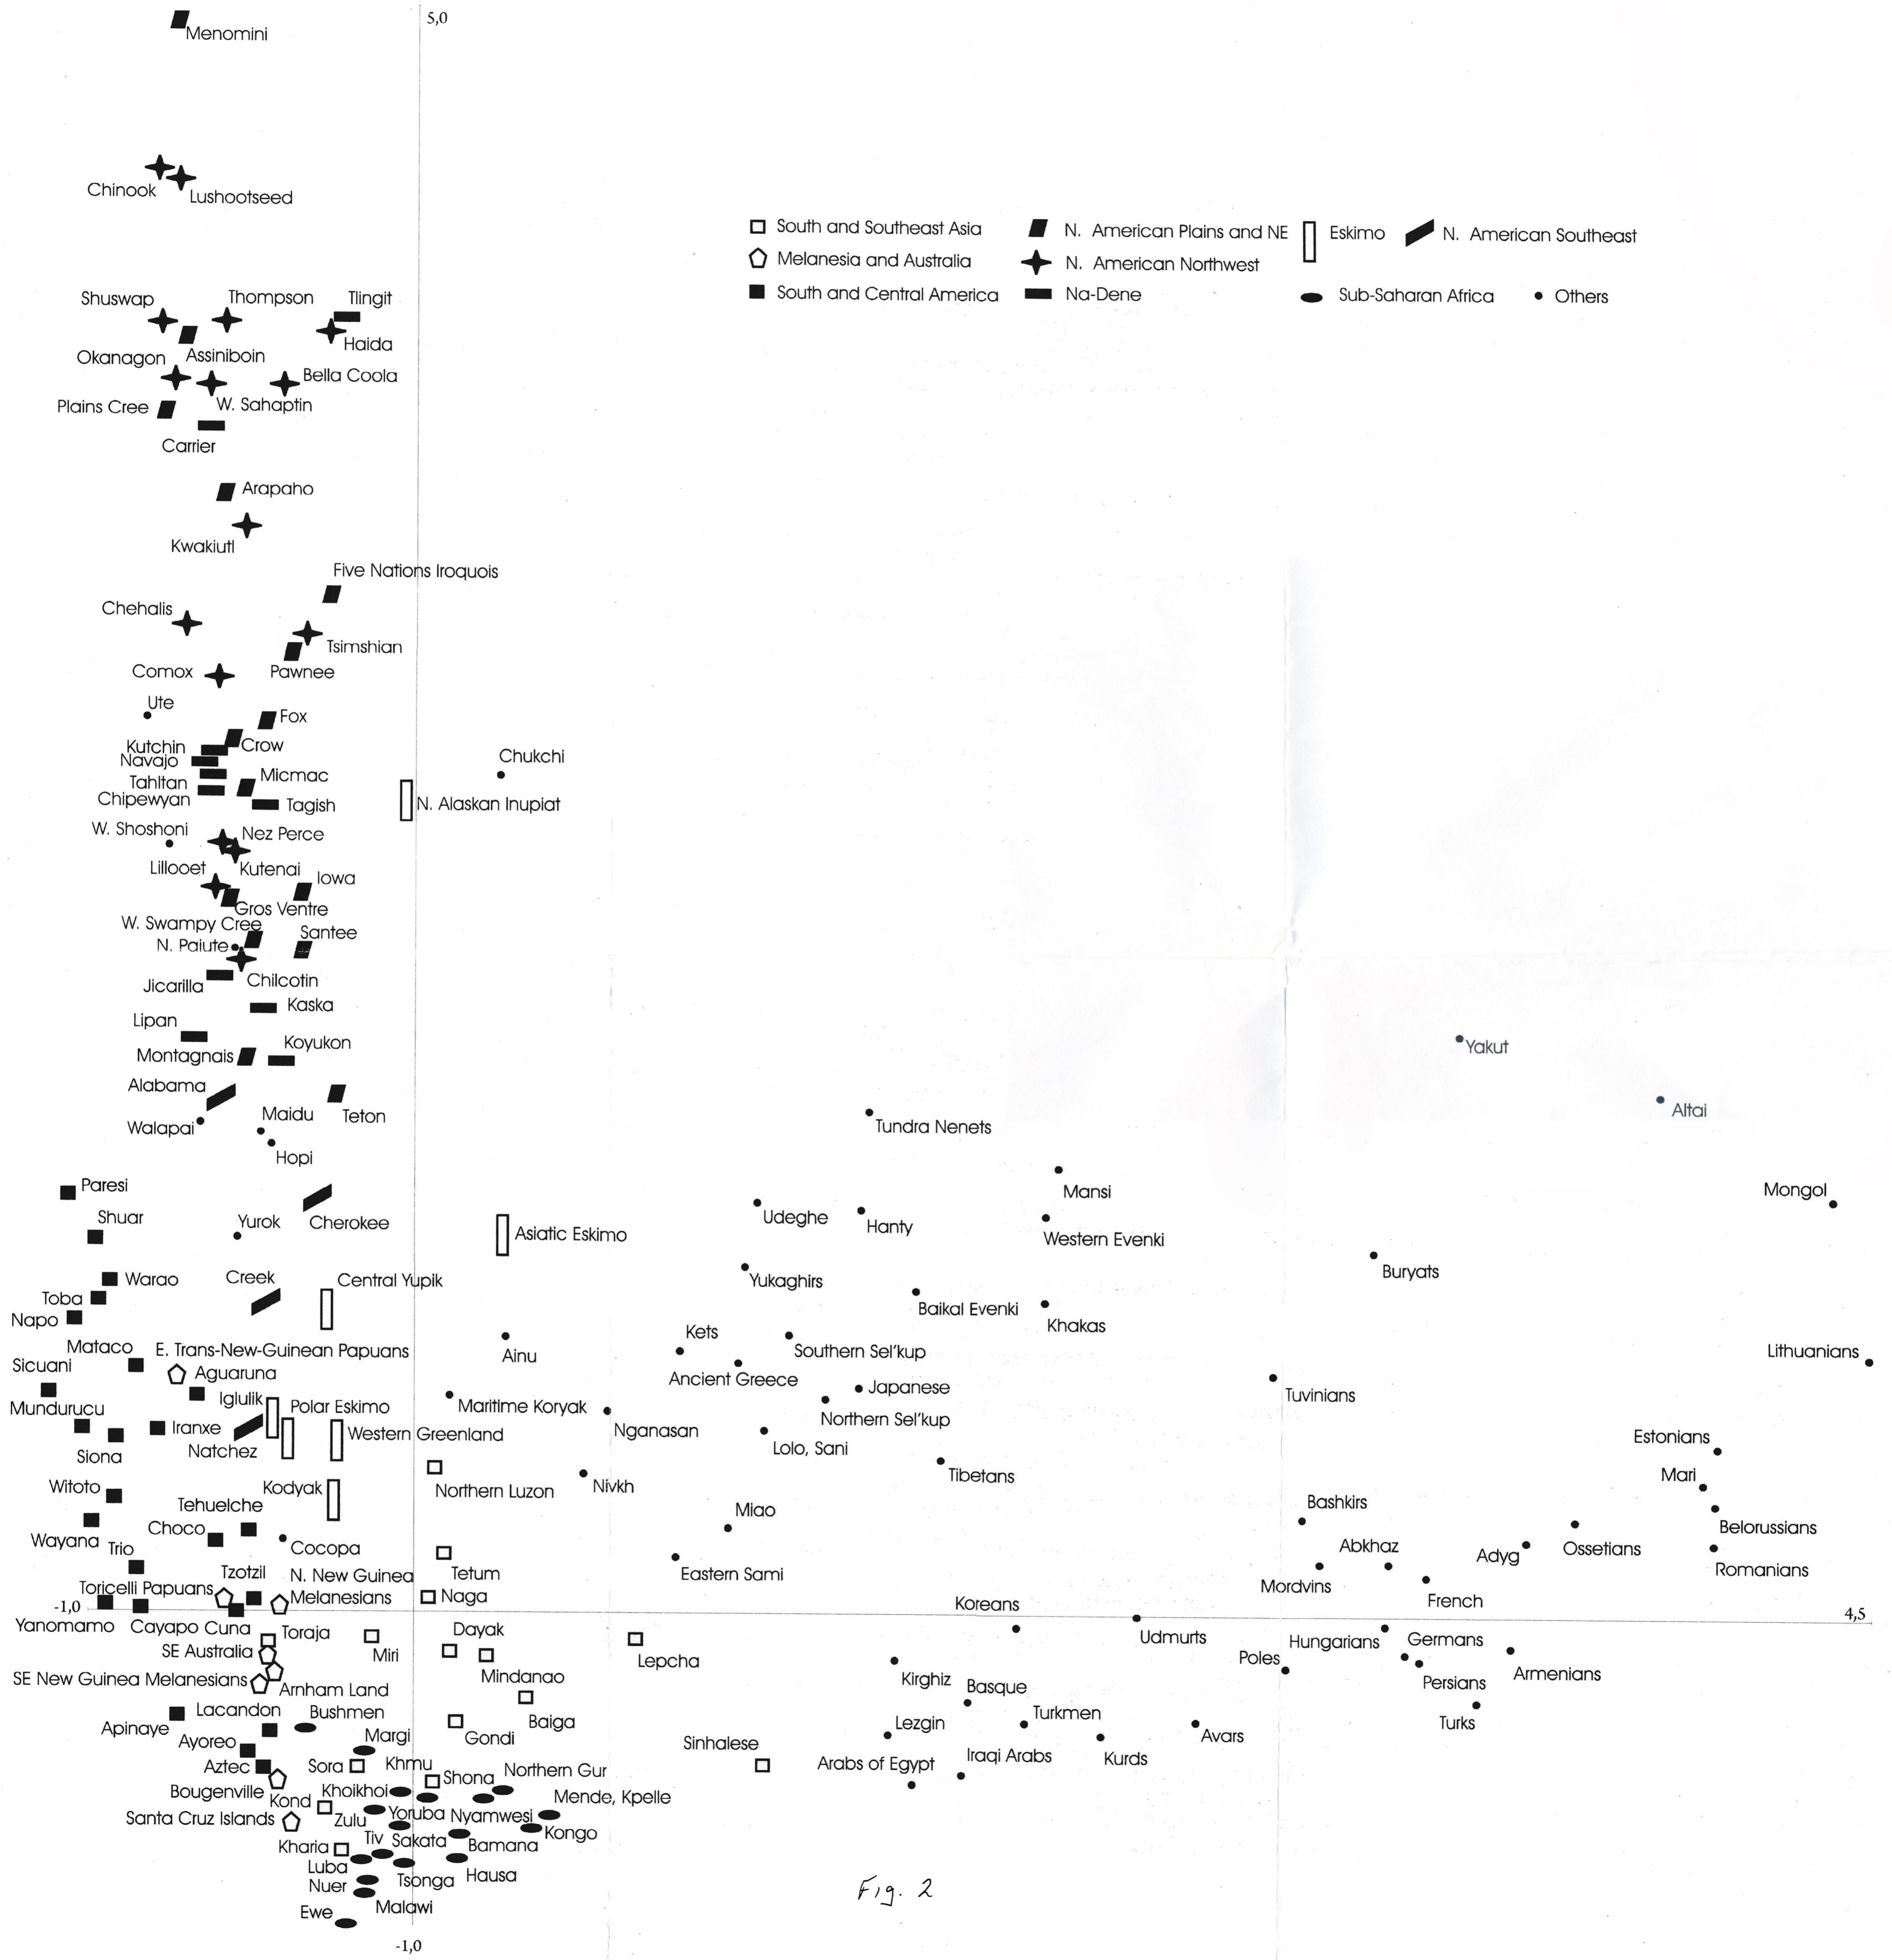 5,0
Menomini
Chinook
Lushootseed
South and Southeast Asia
N. American Plains and NE
Eskimo
N. American Southeast
Melanesia and Australia
N. American Northwest
South and Central America
Na-Dene
Sub-Saharan Africa
Others
Shuswap
Thompson
Tlingit
Haida
Okanagon
Assiniboin
Bella Coola
Plains Cree
W. Sahaptin
Carrier
Arapaho
Kwakiutl
Five Nations Iroquois
Chehalis
Tsimshian
Comox
Pawnee
Ute
Fox
Kutchin
Crow
Navajo
Chukchi
Tahltan
Micmac
Chipewyan
Tagish
N. Alaskan Inupiat
W. Shoshoni
Nez Perce
Lillooet
Kutenai
Iowa
Gros Ventre
W. Swampy Cree
Santee
N. Paiute
Jicarilla
Chilcotin
Kaska
Lipan
Koyukon
Montagnais
Yakut
Alabama
Maidu
Teton
Altai
Walapai
Tundra Nenets
Hopi
Paresi
Mansi
Mongol
Shuar
Yurok
Cherokee
Udeghe
Hanty
Asiatic Eskimo
Western Evenki
Warao
Creek
Central Yupik
Yukaghirs
Buryats
Toba
Baikal Evenki
Napo
Khakas
Mataco
E. Trans-New-Guinean Papuans
Ainu
Kets
Southern Sel'kup
Lithuanians
Sicuani
Aguaruna
Ancient Greece
Japanese
Tuvinians
Mundurucu
Iglulik
Polar Eskimo
Maritime Koryak
Northern Sel'kup
Iranxe
Western Greenland
Nganasan
Estonians
Siona
Natchez
Lolo, Sani
Mari
Witoto
Kodyak
Northern Luzon
Nivkh
Tibetans
Tehuelche
Miao
Bashkirs
Choco
Belorussians
Wayana
Trio
Cocopa
Abkhaz
Adyg
Ossetians
Tzotzil
N. New Guinea
Tetum
Eastern Sami
Romanians
Toricelli Papuans
Melanesians
Naga
Mordvins
French
-1,0
Koreans
4,5
Yanomamo
Cayapo
Cuna
Toraja
Dayak
Udmurts
Hungarians
Germans
SE Australia
Miri
Lepcha
Poles
SE New Guinea Melanesians
Arnham Land
Mindanao
Kirghiz
Basque
Persians
Armenians
Lacandon
Bushmen
Baiga
Turkmen
Turks
Apinaye
Margi
Gondi
Lezgin
Avars
Ayoreo
Sinhalese
Aztec
Sora
Khmu
Arabs of Egypt
Iraqi Arabs
Kurds
Shona
Northern Gur
Bougenville
Khoikhoi
Mende, Kpelle
Kond
Santa Cruz Islands
Zulu
Yoruba
Nyamwesi
Kongo
Kharia
Tiv
Sakata
Bamana
Luba
Nuer
Tsonga
Hausa
Fig. 2
Ewe
Malawi
-1,0